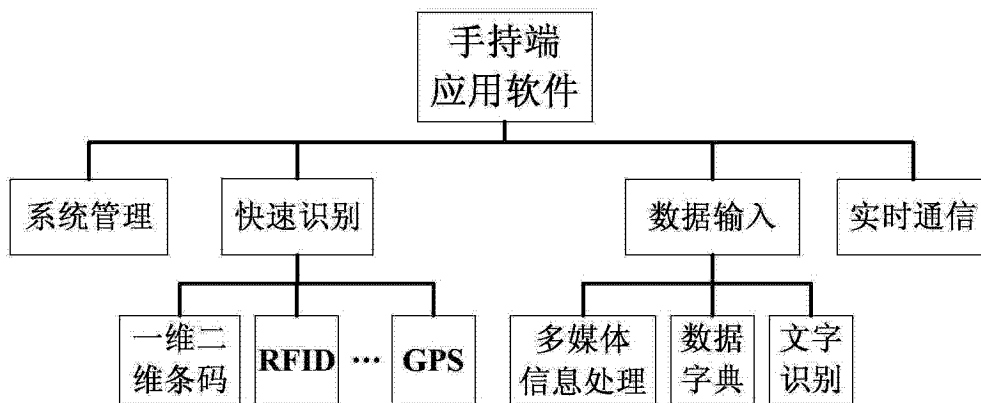 手持端
应用软件
系统管理
快速识别
数据输入
实时通信
一维二
维条码
RFID
···
GPS
多媒体
信息处理
数据
字典
文字
识别